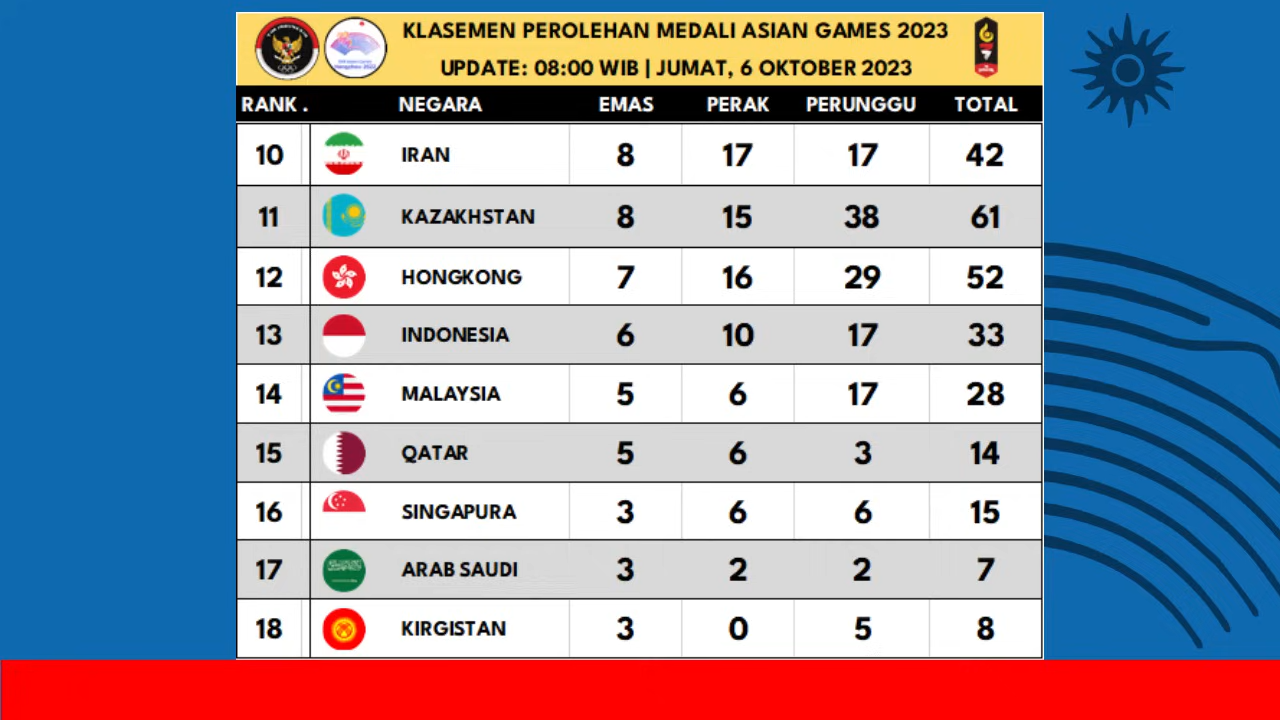 KLASEMEN PEROLEHAN MEDALI ASIAN GAMES 2023
UPDATE: 08:00 WIB | JUMAT, 6 OKTOBER 2023
RANK . NEGARA EMAS PERAK PERUNGGU TOTAL
10 IRAN 8 17 17 42
11 KAZAKHSTAN 8 15 38 61
12 HONGKONG 7 16 29 52
13 INDONESIA 6 10 17 33
14 MALAYSIA 5 6 17 28
15 QATAR 5 6 3 14
16 SINGAPURA 3 6 6 15
17 ARAB SAUDI 3 2 2 7
18 KIRGISTAN 3 0 5 8